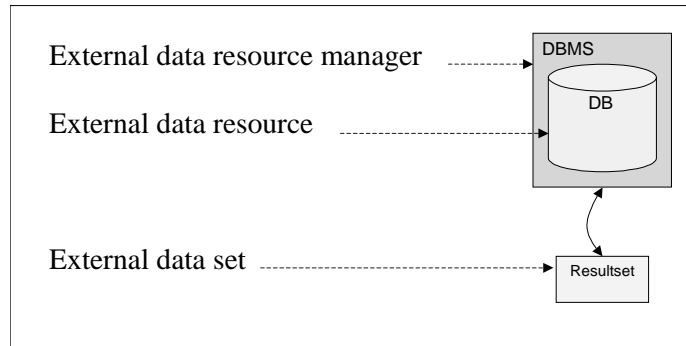 External data resource manager
DBMS
DB
External data resource
External data set
Resultset